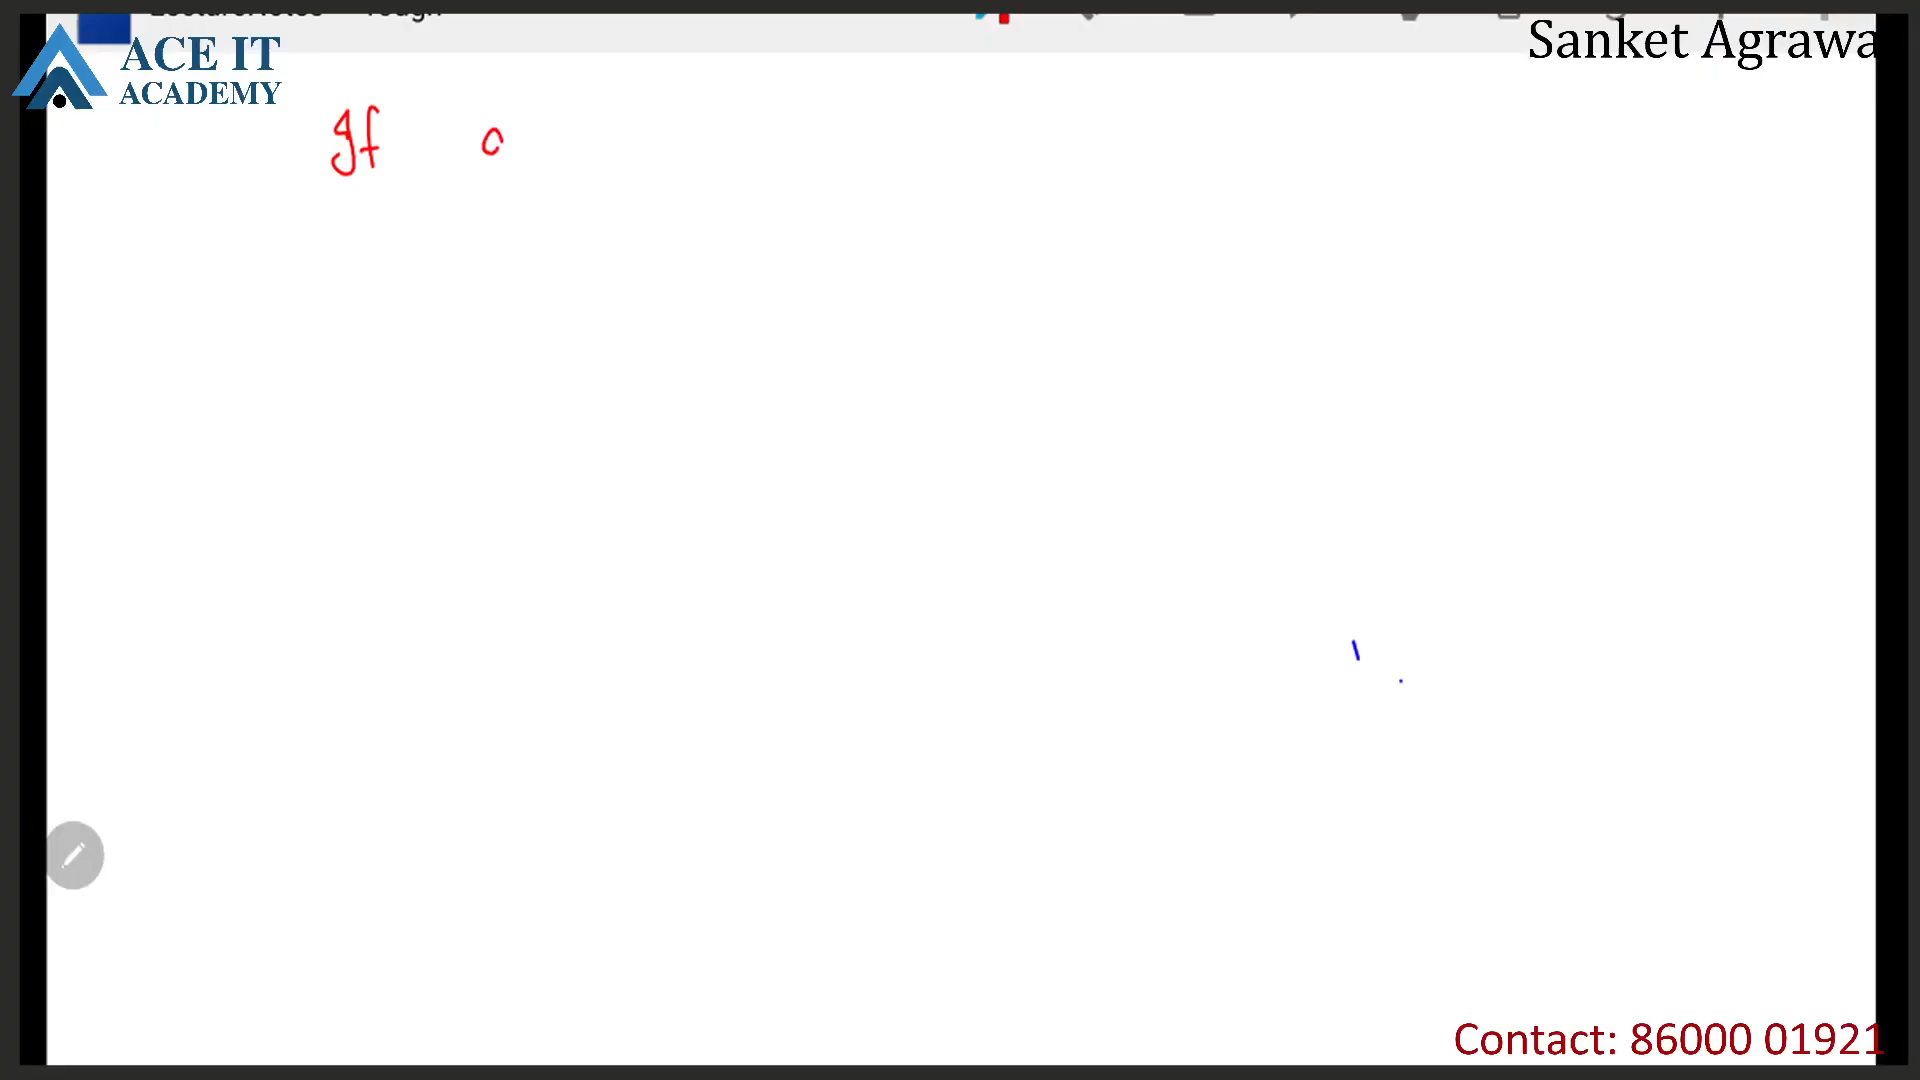 Sanket Agrawa
ACE IT
ACADEMY
If
Contact: 86000 01921